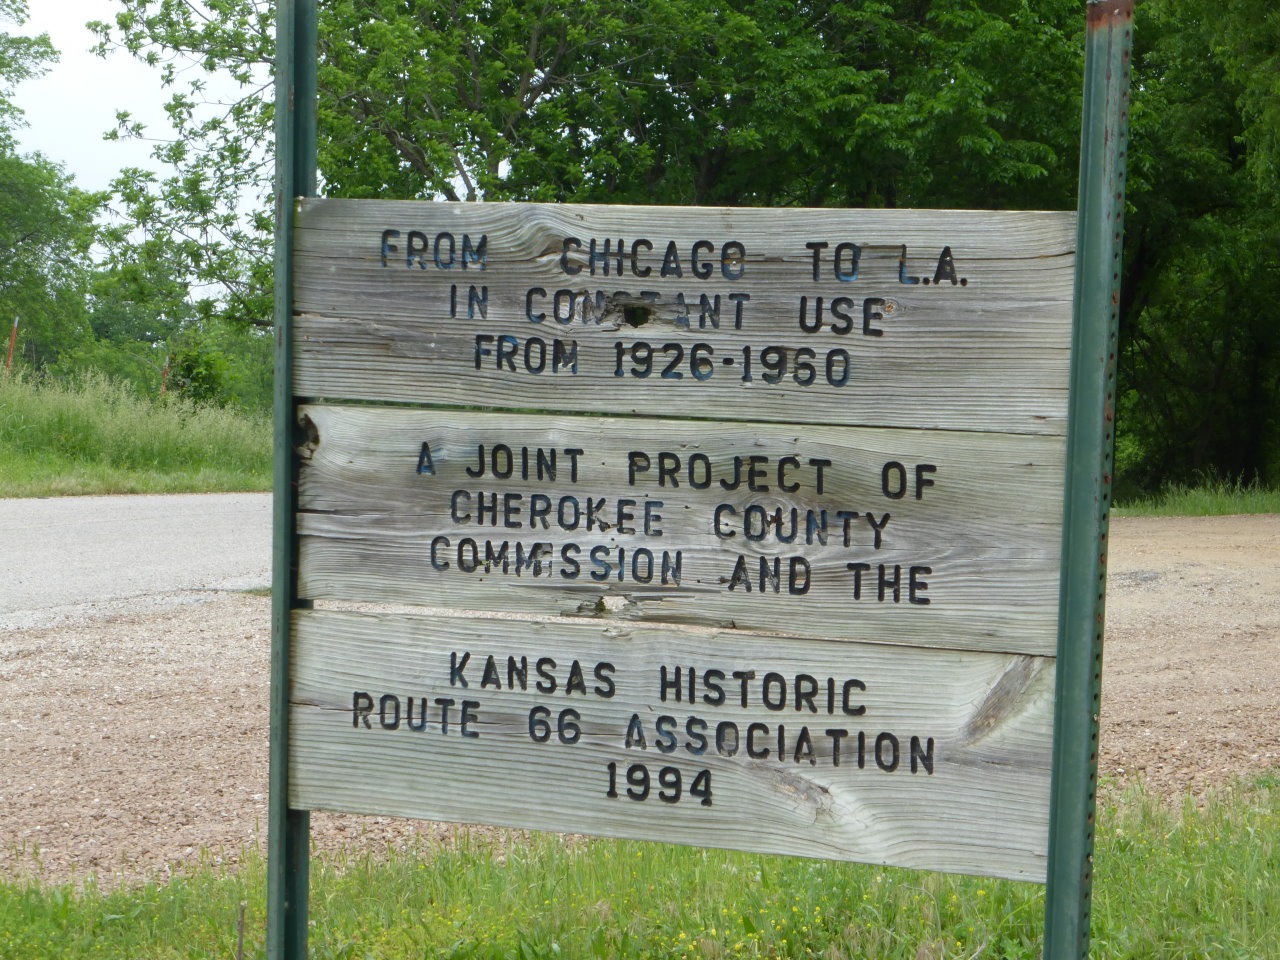 FROM CHICAGO TO L.A.
IN CONSTANT USE
FROM 1926-1960
A JOINT PROJECT OF
CHEROKEE COUNTY
COMMISSION AND THE
KANSAS HISTORIC
ROUTE 66 ASSOCIATION
1994